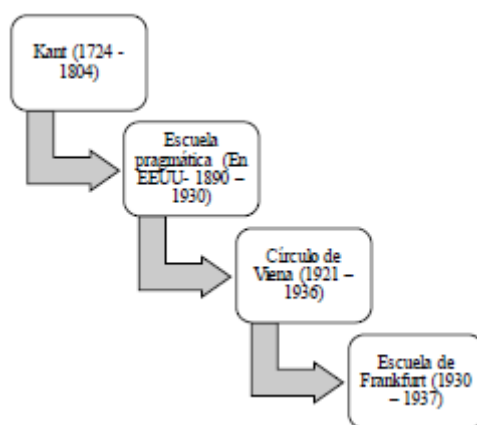 Kant (1724 -
1804)
Escuela
pragmática (En
EEUU- 1890 –
1930)
Círculo de
Viena (1921 –
1936)
Escuela de
Frankfurt (1930
– 1937)